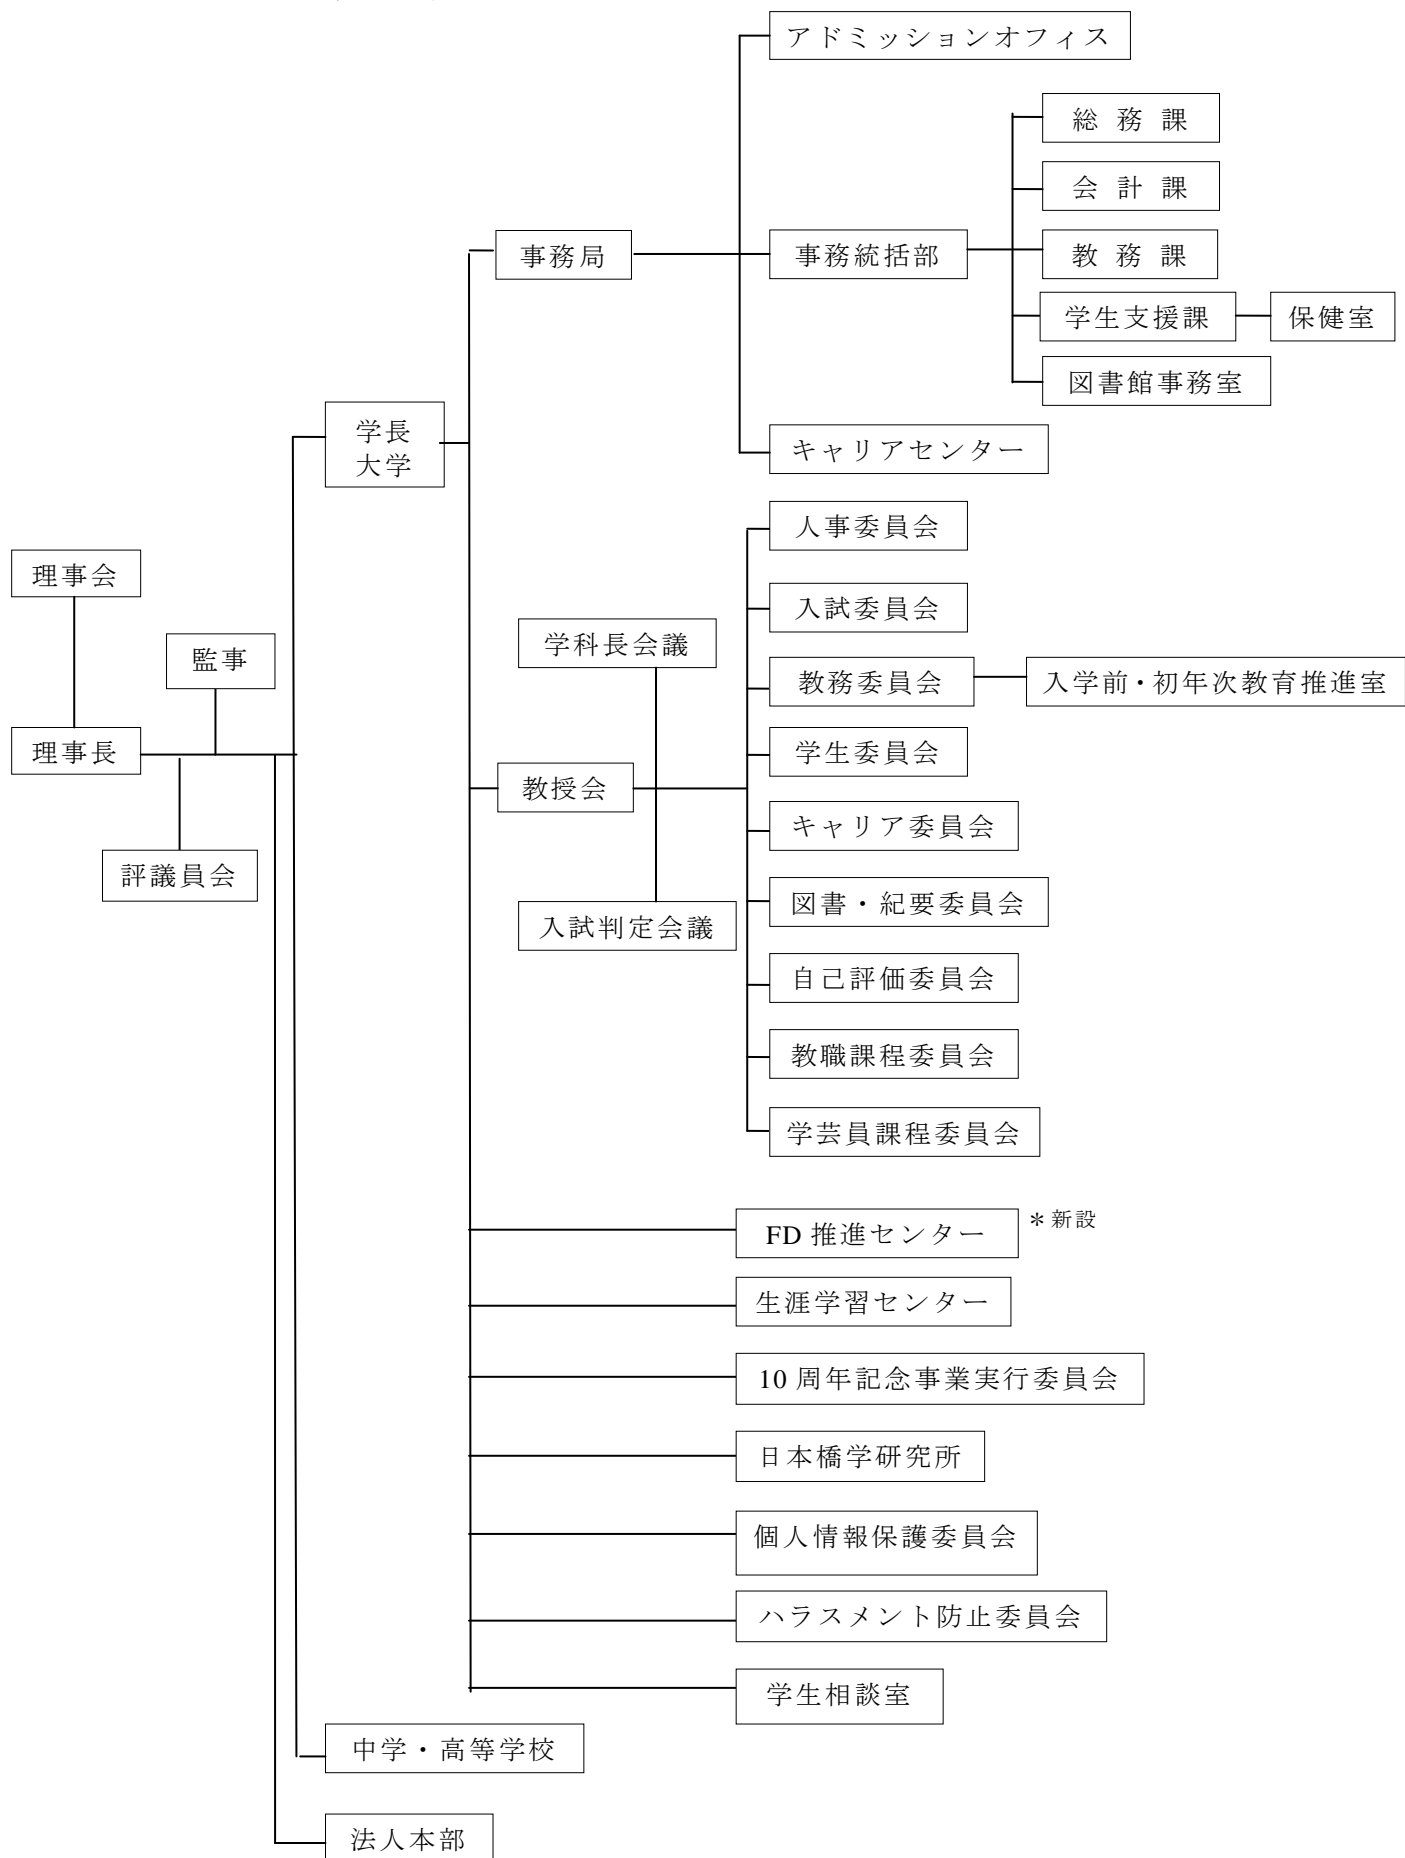 アドミッションオフィス
総務課
会計課
事務局
事務統括部
教務課
学生支援課
保健室
図書館事務室
学長
大学
キャリアセンター
人事委員会
理事会
入試委員会
学科長会議
監事
教務委員会
入学前・初年次教育推進室
理事長
学生委員会
教授会
キャリア委員会
評議員会
図書・紀要委員会
入試判定会議
自己評価委員会
教職課程委員会
学芸員課程委員会
FD 推進センター
＊新設
生涯学習センター
10 周年記念事業実行委員会
日本橋学研究所
個人情報保護委員会
ハラスメント防止委員会
学生相談室
中学・高等学校
法人本部